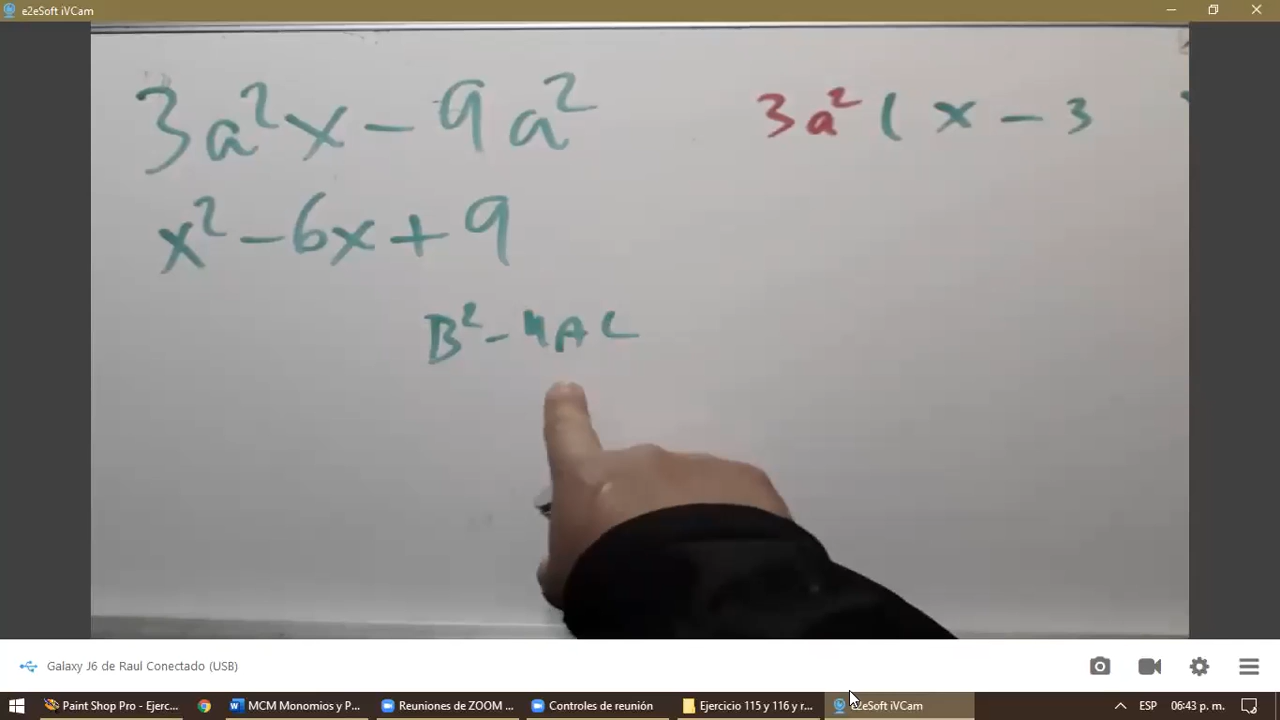 e2eSoft iVCam
3a²x - 9a²
3a² ( x - 3
x² - 6x + 9
B² - 4AC
Galaxy J6 de Raul Conectado (USB)
Paint Shop Pro - Ejerc...
MCM Monomios y P...
Reuniones de ZOOM ...
Controles de reunión
Ejercicio 115 y 116 y r...
e2eSoft iVCam
ESP
06:43 p. m.